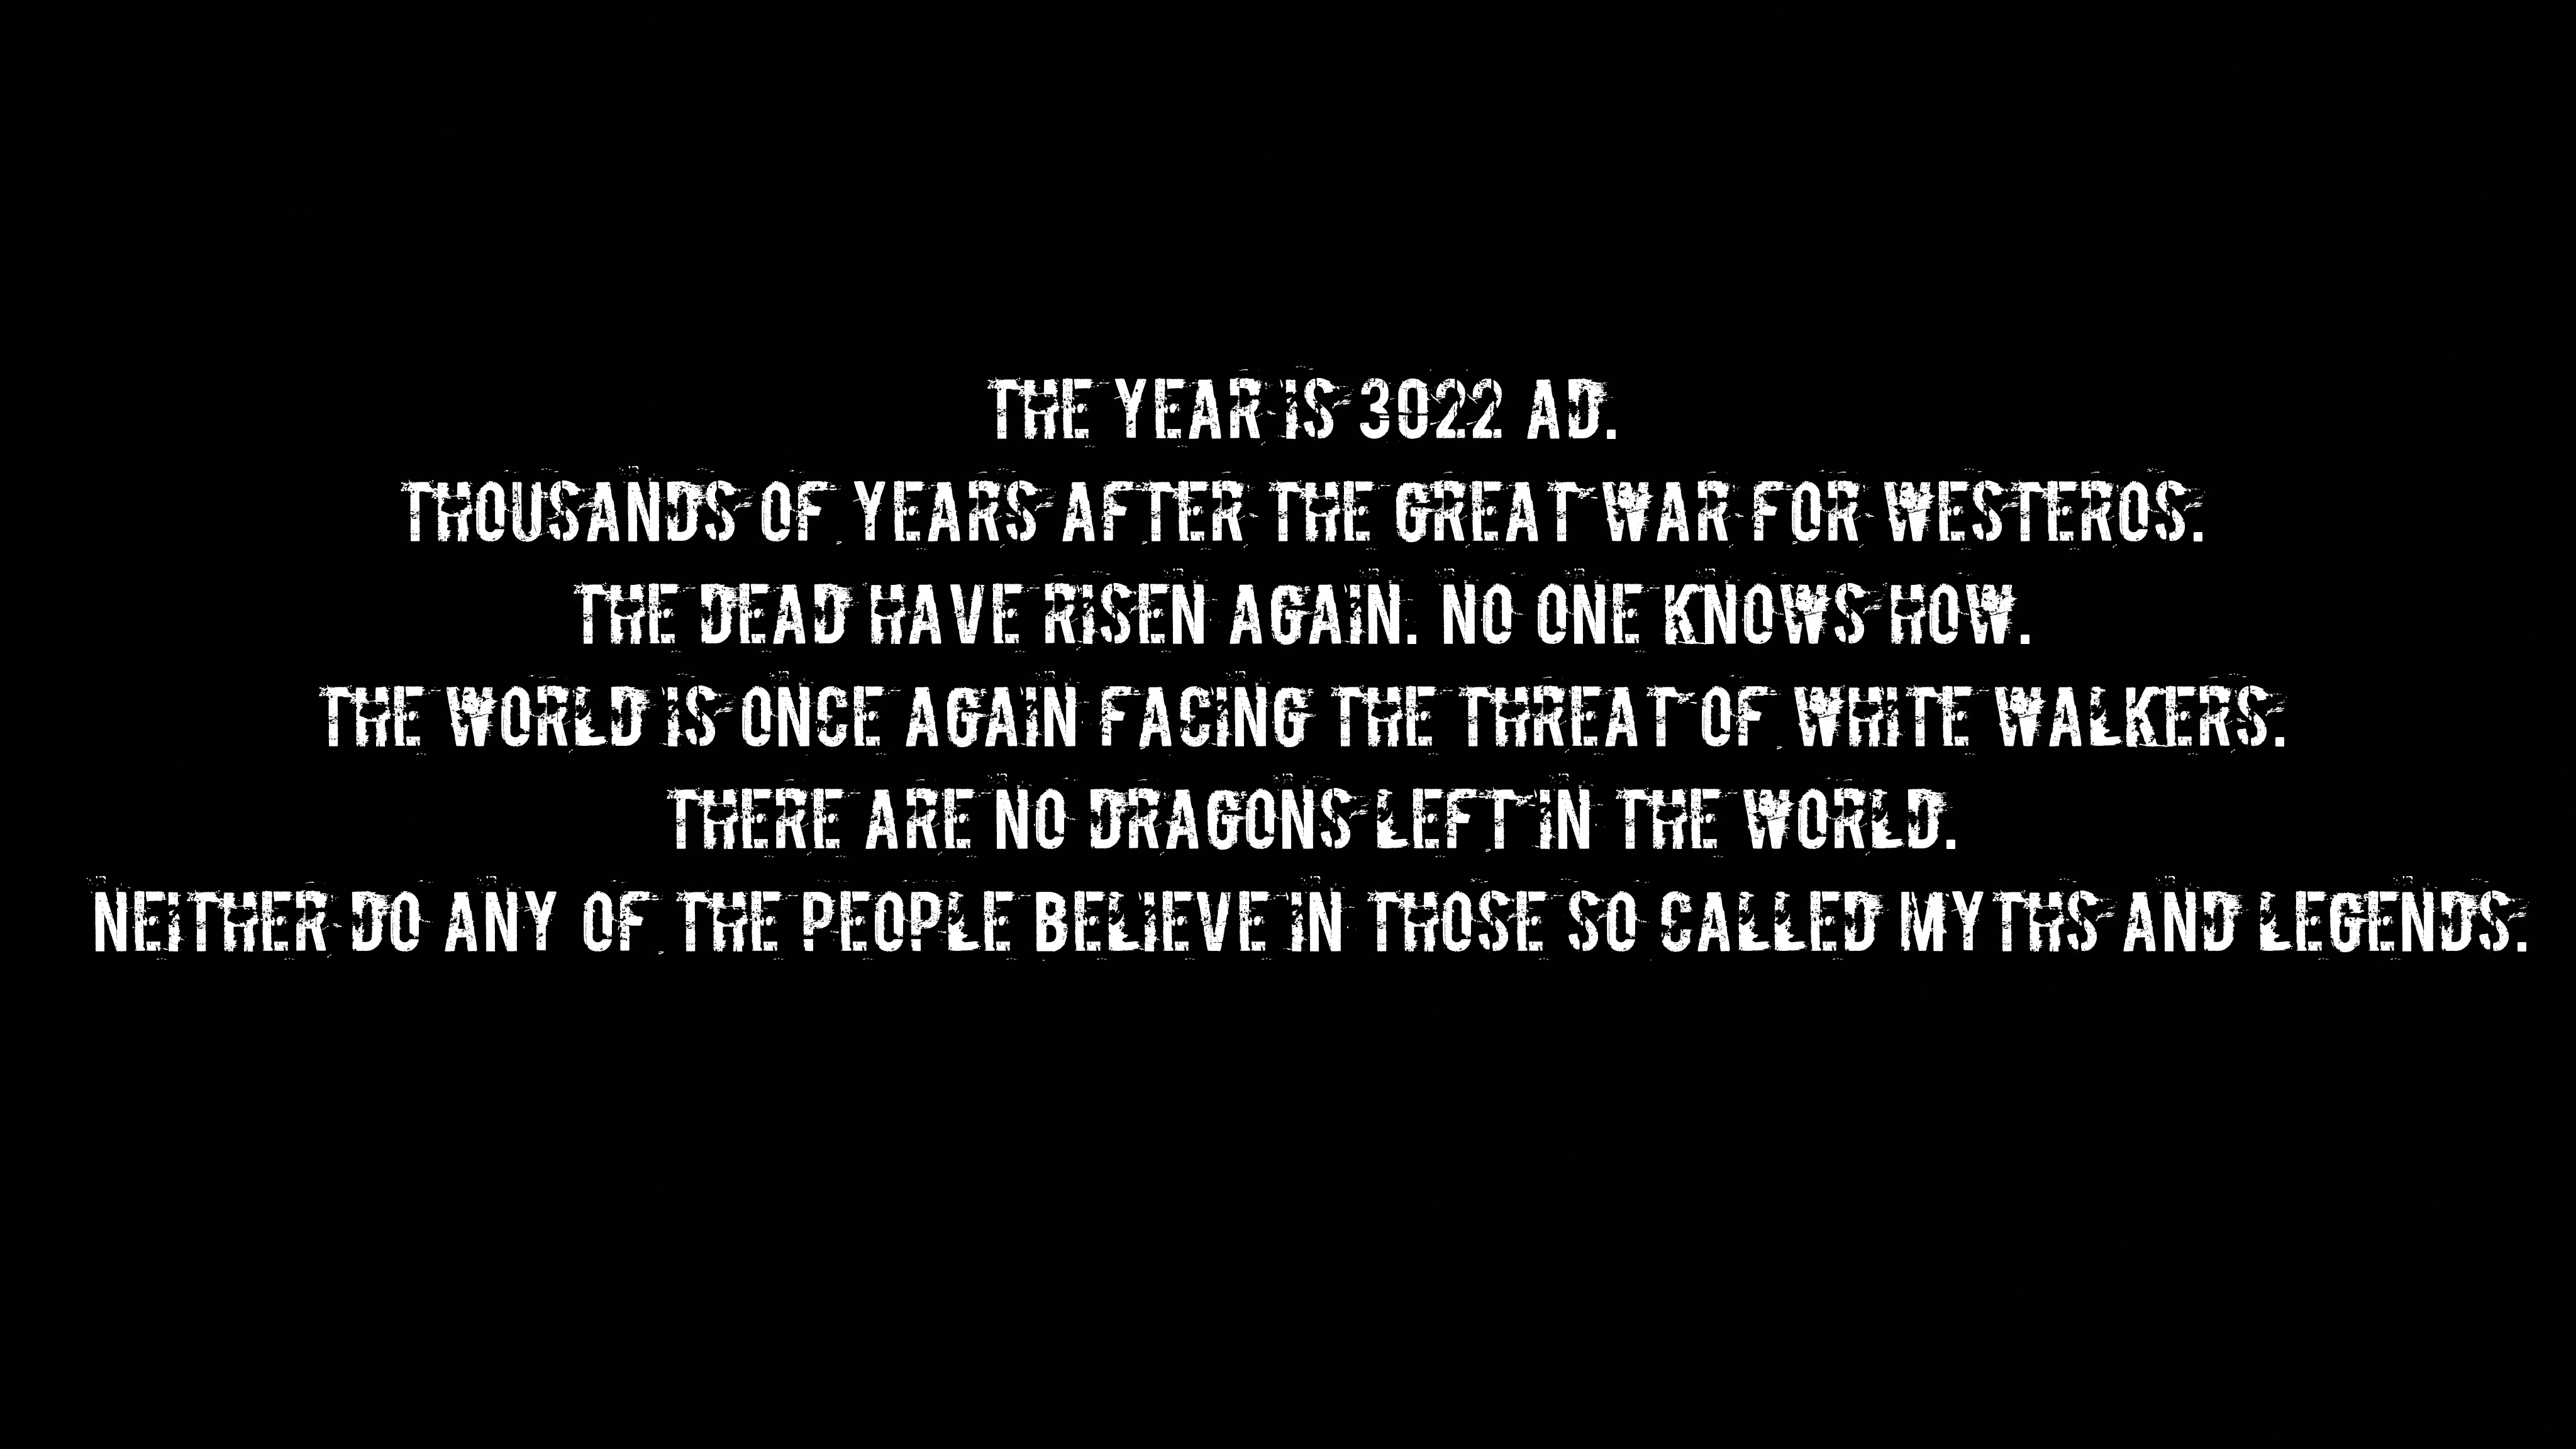 THE YEAR IS 3022 AD.
THOUSANDS OF YEARS AFTER THE GREAT WAR FOR WESTEROS.
THE DEAD HAVE RISEN AGAIN. NO ONE KNOWS HOW.
THE WORLD IS ONCE AGAIN FACING THE THREAT OF WHITE WALKERS.
THERE ARE NO DRAGONS LEFT IN THE WORLD.
NEITHER DO ANY OF THE PEOPLE BELIEVE IN THOSE SO CALLED MYTHS AND LEGENDS.